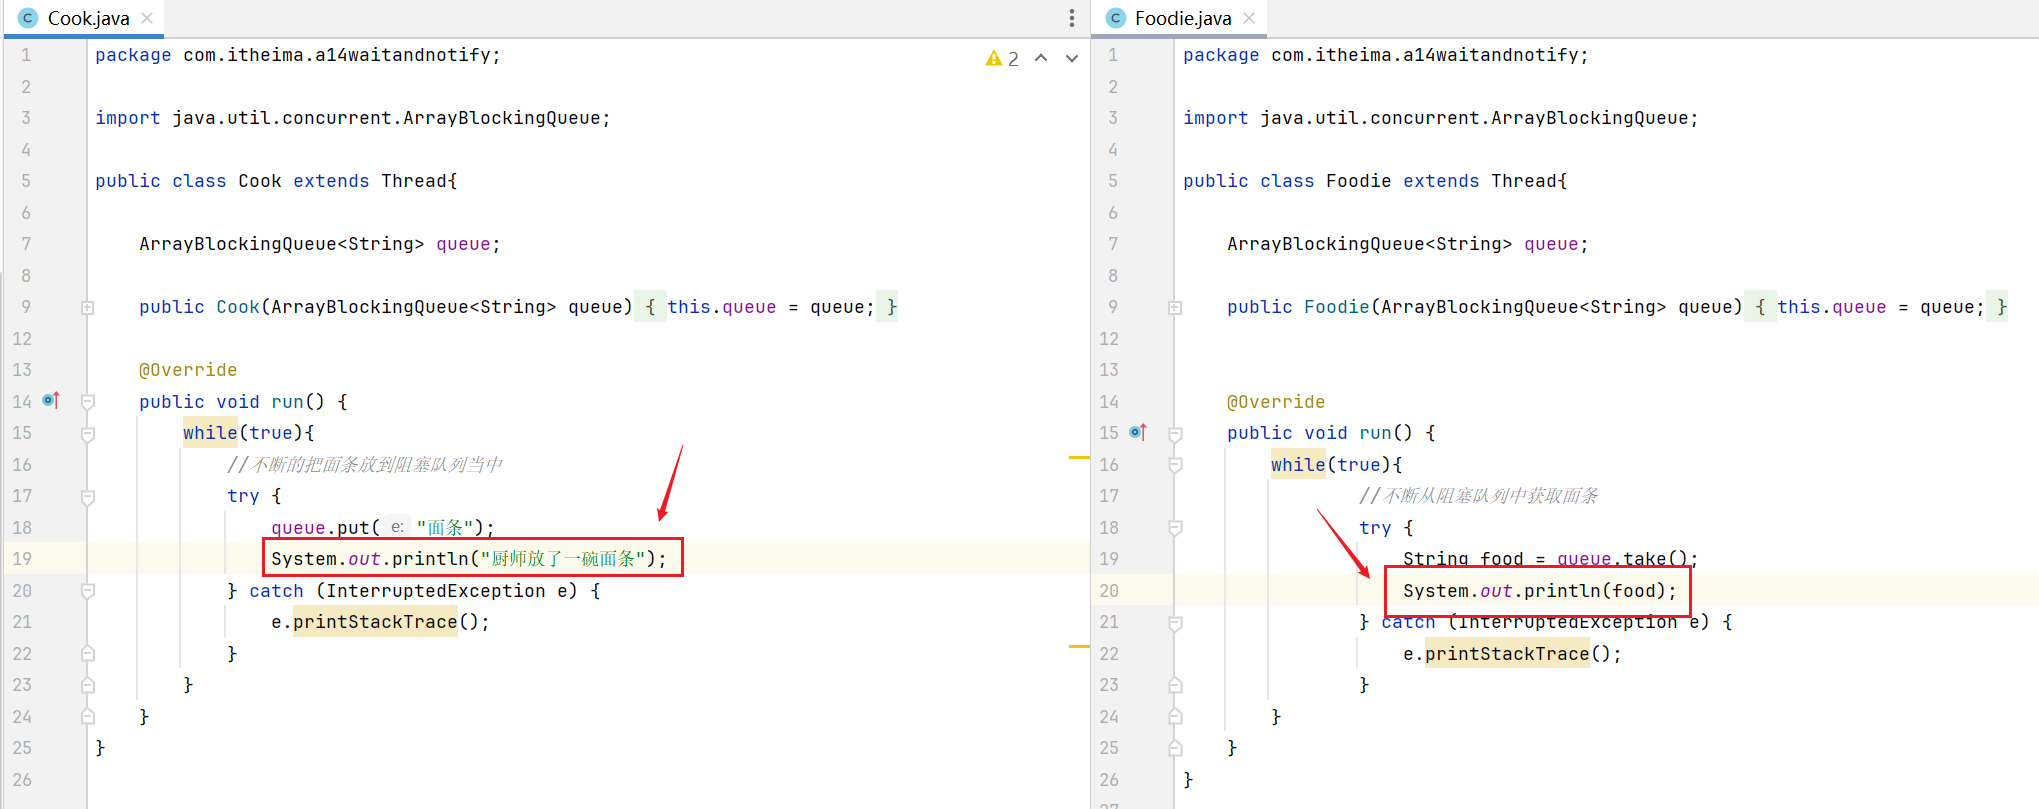 Cook.java
2
1 package com.itheima.a14waitandnotify;
2
3 import java.util.concurrent.ArrayBlockingQueue;
4
5 public class Cook extends Thread{
6
7 ArrayBlockingQueue<String> queue;
8
9 public Cook(ArrayBlockingQueue<String> queue) { this.queue = queue; }
12
13 @Override
14 public void run() {
15 while(true){
16 //不断的把面条放到阻塞队列当中
17 try {
18 queue.put( e: "面条");
19 System.out.println("厨师放了一碗面条");
20 } catch (InterruptedException e) {
21 e.printStackTrace();
22 }
23 }
24 }
25 }
26
Foodie.java
1 package com.itheima.a14waitandnotify;
2
3 import java.util.concurrent.ArrayBlockingQueue;
4
5 public class Foodie extends Thread{
6
7 ArrayBlockingQueue<String> queue;
8
9 public Foodie(ArrayBlockingQueue<String> queue) { this.queue = queue; }
12
13
14 @Override
15 public void run() {
16 while(true){
17 //不断从阻塞队列中获取面条
18 try {
19 String food = queue.take();
20 System.out.println(food);
21 } catch (InterruptedException e) {
22 e.printStackTrace();
23 }
24 }
25 }
26 }
27